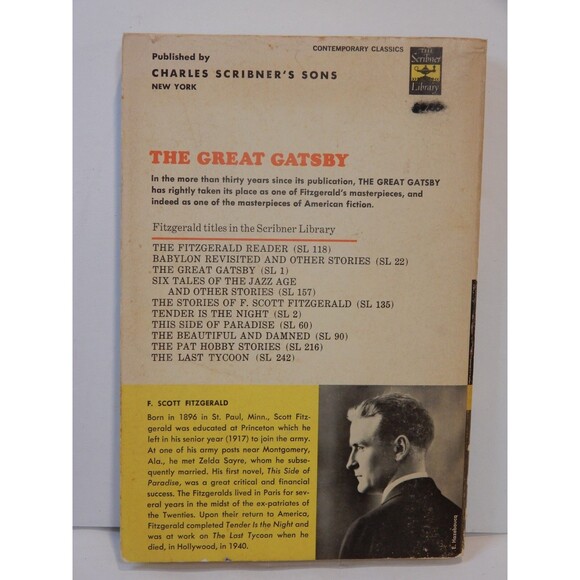 CONTEMPORARY CLASSICS
THE
Scribner
Library
Published by
CHARLES SCRIBNER'S SONS
NEW YORK
THE GREAT GATSBY
In the more than thirty years since its publication, THE GREAT GATSBY
has rightly taken its place as one of Fitzgerald's masterpieces, and
indeed as one of the masterpieces of American fiction.
Fitzgerald titles in the Scribner Library
THE FITZGERALD READER (SL 118)
BABYLON REVISITED AND OTHER STORIES (SL 22)
THE GREAT GATSBY (SL 1)
SIX TALES OF THE JAZZ AGE
AND OTHER STORIES (SL 157)
THE STORIES OF F. SCOTT FITZGERALD (SL 135)
TENDER IS THE NIGHT (SL 2)
THIS SIDE OF PARADISE (SL 60)
THE BEAUTIFUL AND DAMNED (SL 90)
THE PAT HOBBY STORIES (SL 216)
THE LAST TYCOON (SL 242)
F. SCOTT FITZGERALD
Born in 1896 in St. Paul, Minn., Scott Fitz-
gerald was educated at Princeton which he
left in his senior year (1917) to join the army.
At one of his army posts near Montgomery,
Ala., he met Zelda Sayre, whom he subse-
quently married. His first novel, This Side of
Paradise, was a great critical and financial
success. The Fitzgeralds lived in Paris for sev-
eral years in the midst of the ex-patriates of
the Twenties. Upon their return to America,
Fitzgerald completed Tender Is the Night and
was at work on The Last Tycoon when he
died, in Hollywood, in 1940.